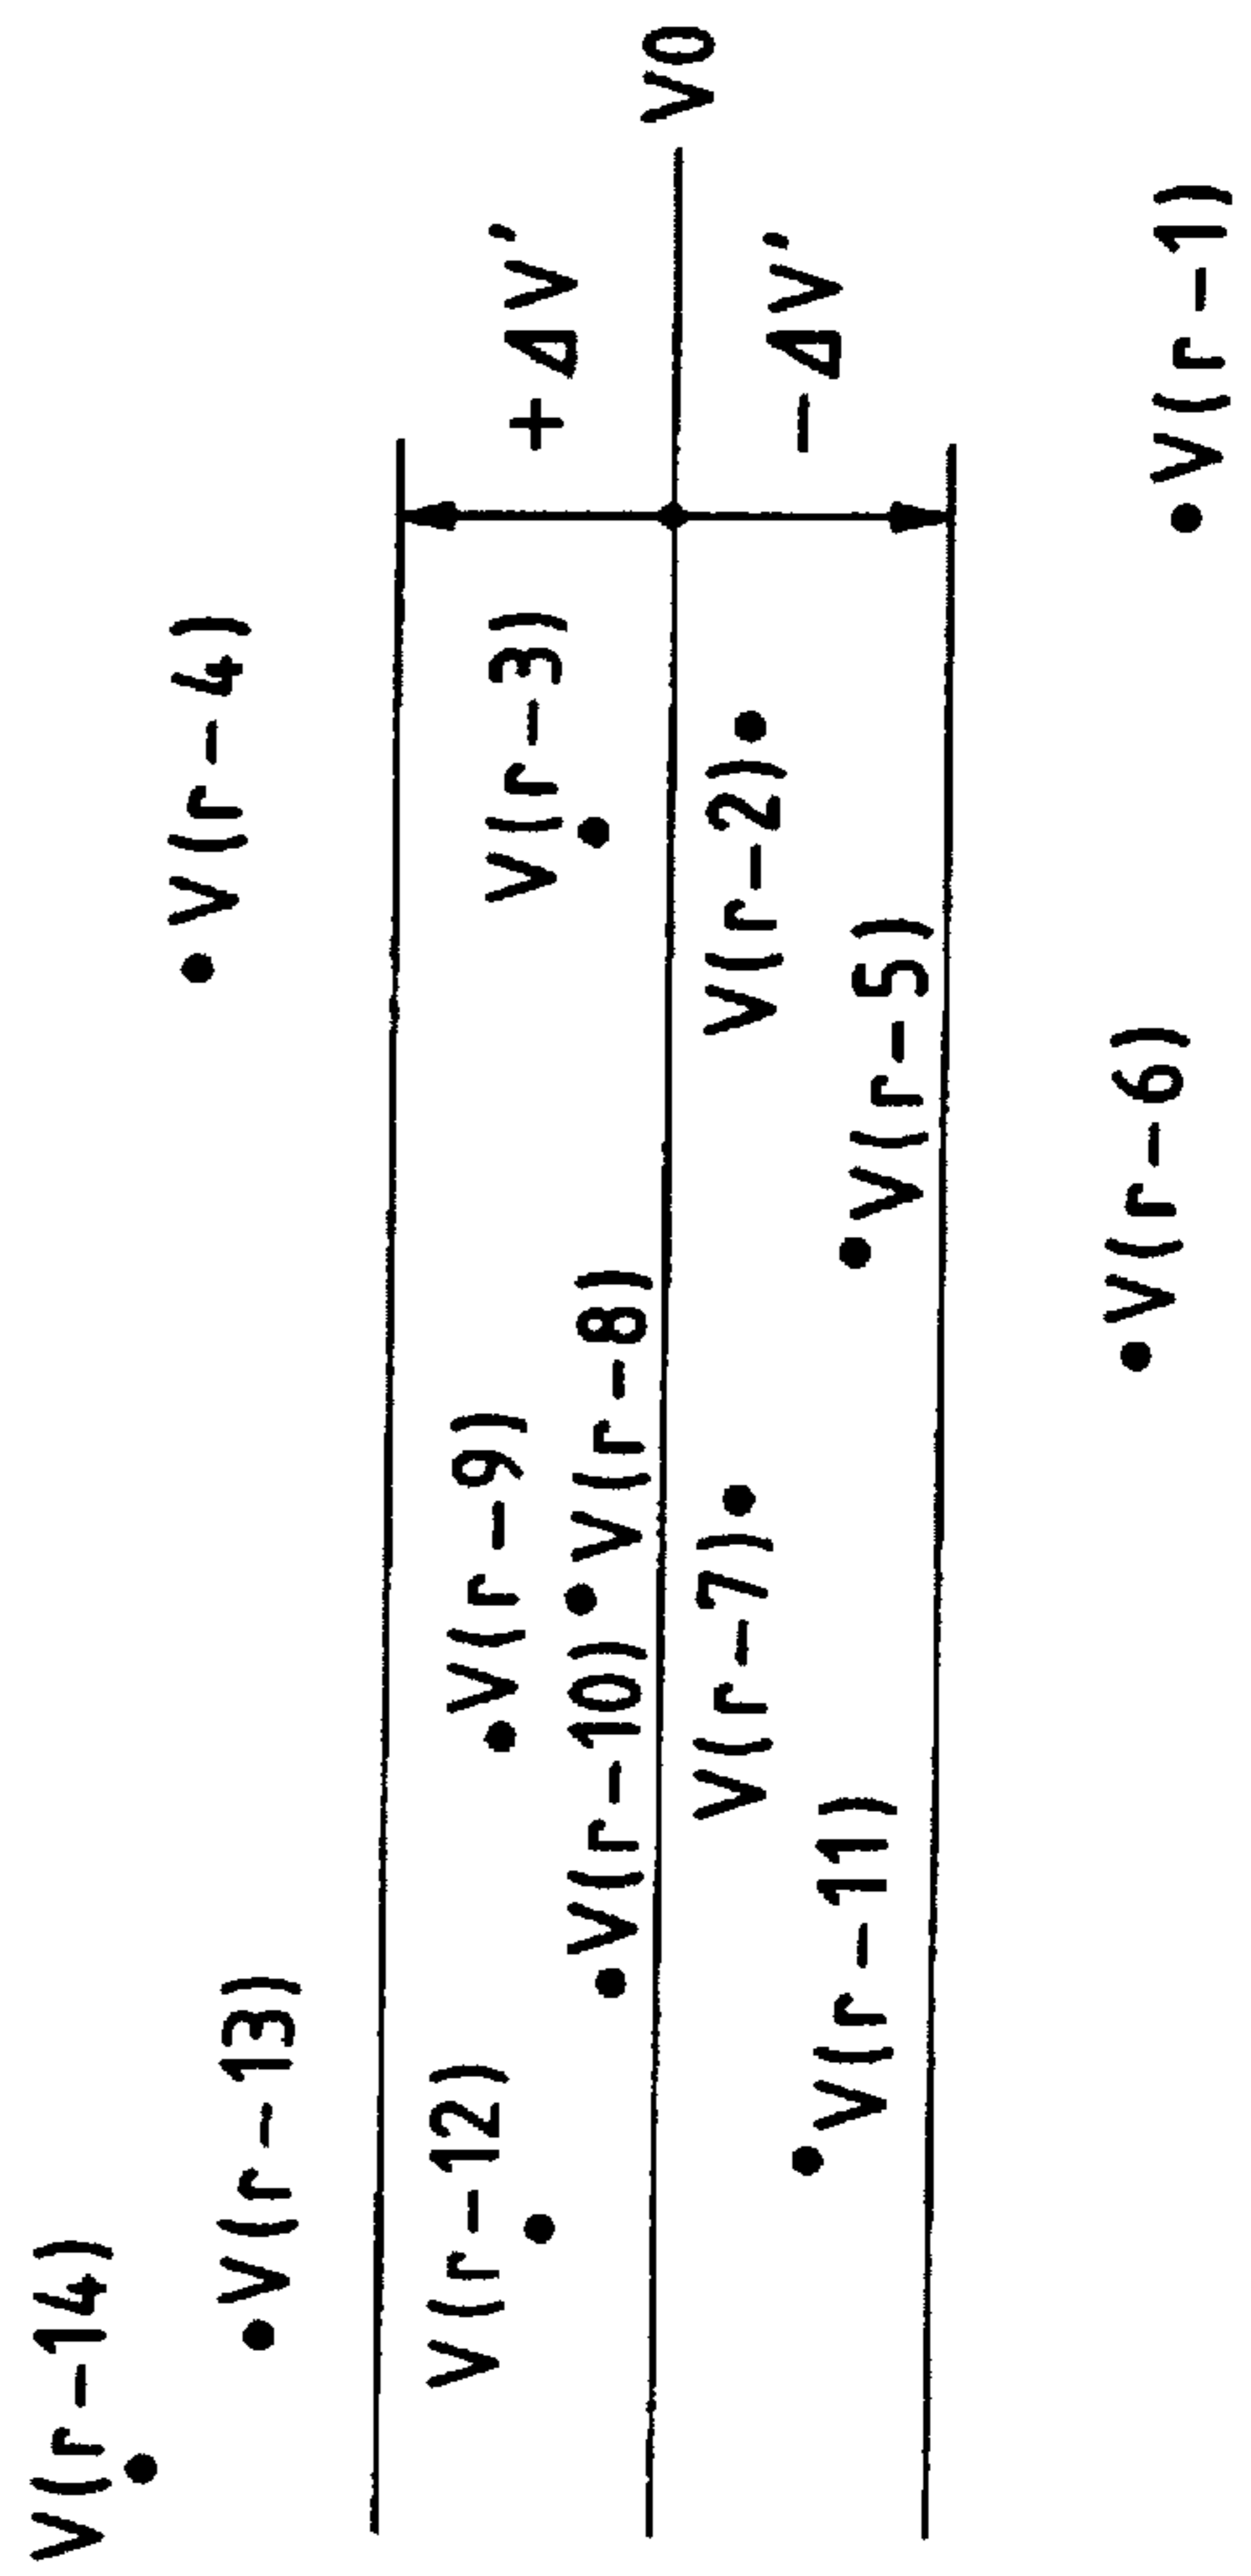 V(r-14)
V(r-13)
V(r-12)
V(r-11)
V(r-10)
V(r-9)
V(r-8)
V(r-7)
V(r-6)
V(r-5)
V(r-4)
V(r-3)
V(r-2)
V(r-1)
+ΔV'
-ΔV'
V0